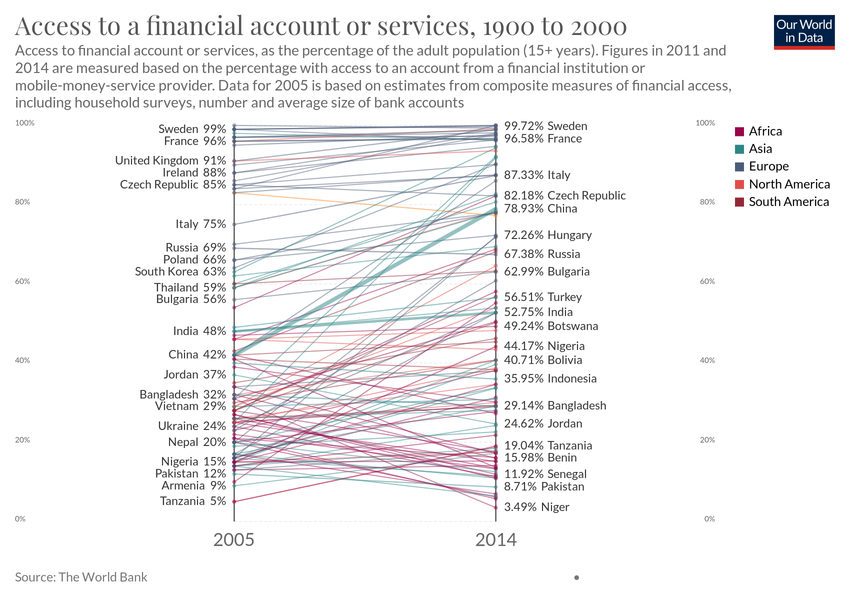 Access to a financial account or services, 1900 to 2000
Our World
in Data
Access to financial account or services, as the percentage of the adult population (15+ years). Figures in 2011 and
2014 are measured based on the percentage with access to an account from a financial institution or
mobile-money-service provider. Data for 2005 is based on estimates from composite measures of financial access,
including household surveys, number and average size of bank accounts
100%
80%
60%
40%
20%
0%
Sweden 99%
France 96%
United Kingdom 91%
Ireland 88%
Czech Republic 85%
Italy 75%
Russia 69%
Poland 66%
South Korea 63%
Thailand 59%
Bulgaria 56%
India 48%
China 42%
Jordan 37%
Bangladesh 32%
Vietnam 29%
Ukraine 24%
Nepal 20%
Nigeria 15%
Pakistan 12%
Armenia 9%
Tanzania 5%
99.72% Sweden
96.58% France
87.33% Italy
82.18% Czech Republic
78.93% China
72.26% Hungary
67.38% Russia
62.99% Bulgaria
56.51% Turkey
52.75% India
49.24% Botswana
44.17% Nigeria
40.71% Bolivia
35.95% Indonesia
29.14% Bangladesh
24.62% Jordan
19.04% Tanzania
15.98% Benin
11.92% Senegal
8.71% Pakistan
3.49% Niger
100%
80%
60%
40%
20%
0%
Africa
Asia
Europe
North America
South America
2005
2014
Source: The World Bank